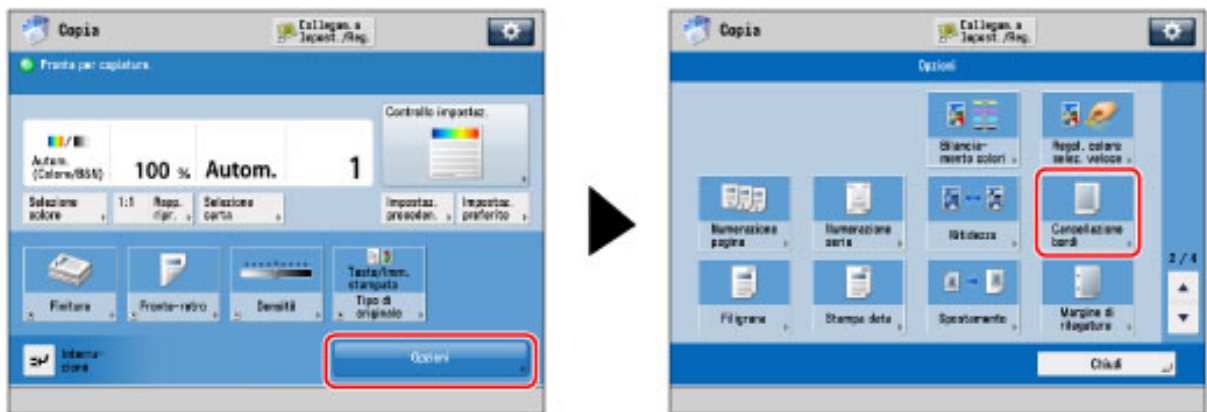 Copia
Collegam. a
Impost./Reg.
Pronta per copiatura.
Controllo impostaz.
Autom.
(Colore/B&N)
100 %
Autom.
1
Selezione
colore
1:1
Rapp.
ripr.
Selezione
carta
Impostaz.
preceden.
Impostaz.
preferite
Finitura
Fronte-retro
Densità
Testo/Imm.
stampata
Tipo di
originale
Interru-
zione
Opzioni
Copia
Collegam. a
Impost./Reg.
Opzioni
Bilancia-
mento colori
Regol. colore
selez. veloce
Numerazione
pagine
Numerazione
serie
Nitidezza
Cancellazione
bordi
2/4
Filigrana
Stampa data
Spostamento
Margine di
rilegatura
Chiudi